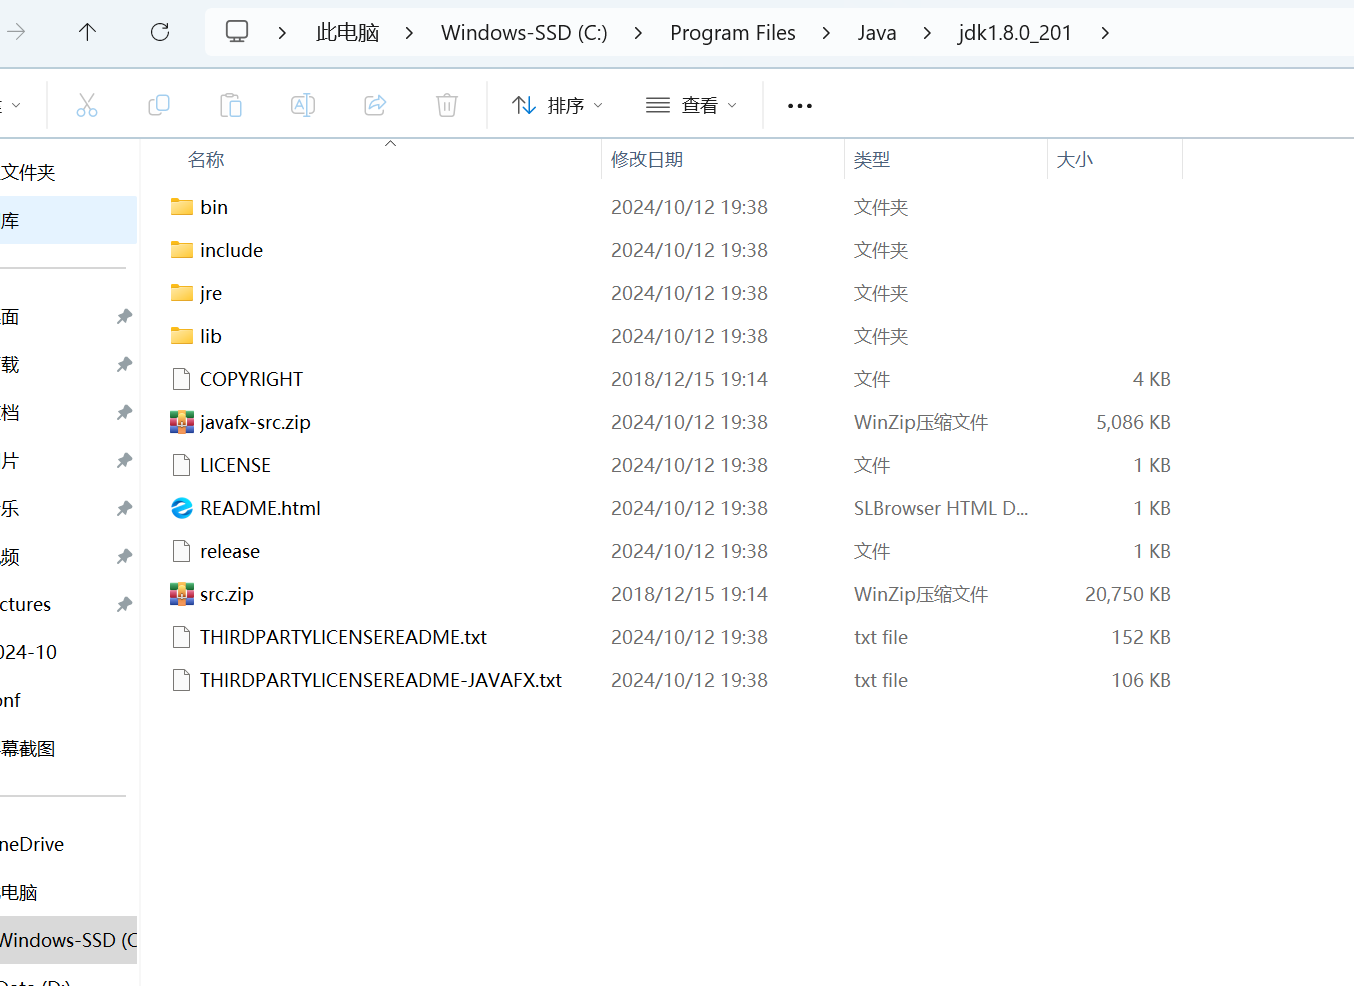 此电脑 Windows-SSD (C:) Program Files Java jdk1.8.0_201
排序 查看
名称 修改日期 类型 大小
文件夹
库
面
载
档
片
乐
频
ctures
024-10
onf
幕截图
neDrive
电脑
Windows-SSD (C
bin 2024/10/12 19:38 文件夹
include 2024/10/12 19:38 文件夹
jre 2024/10/12 19:38 文件夹
lib 2024/10/12 19:38 文件夹
COPYRIGHT 2018/12/15 19:14 文件 4 KB
javafx-src.zip 2024/10/12 19:38 WinZip压缩文件 5,086 KB
LICENSE 2024/10/12 19:38 文件 1 KB
README.html 2024/10/12 19:38 SLBrowser HTML D... 1 KB
release 2024/10/12 19:38 文件 1 KB
src.zip 2018/12/15 19:14 WinZip压缩文件 20,750 KB
THIRDPARTYLICENSEREADME.txt 2024/10/12 19:38 txt file 152 KB
THIRDPARTYLICENSEREADME-JAVAFX.txt 2024/10/12 19:38 txt file 106 KB